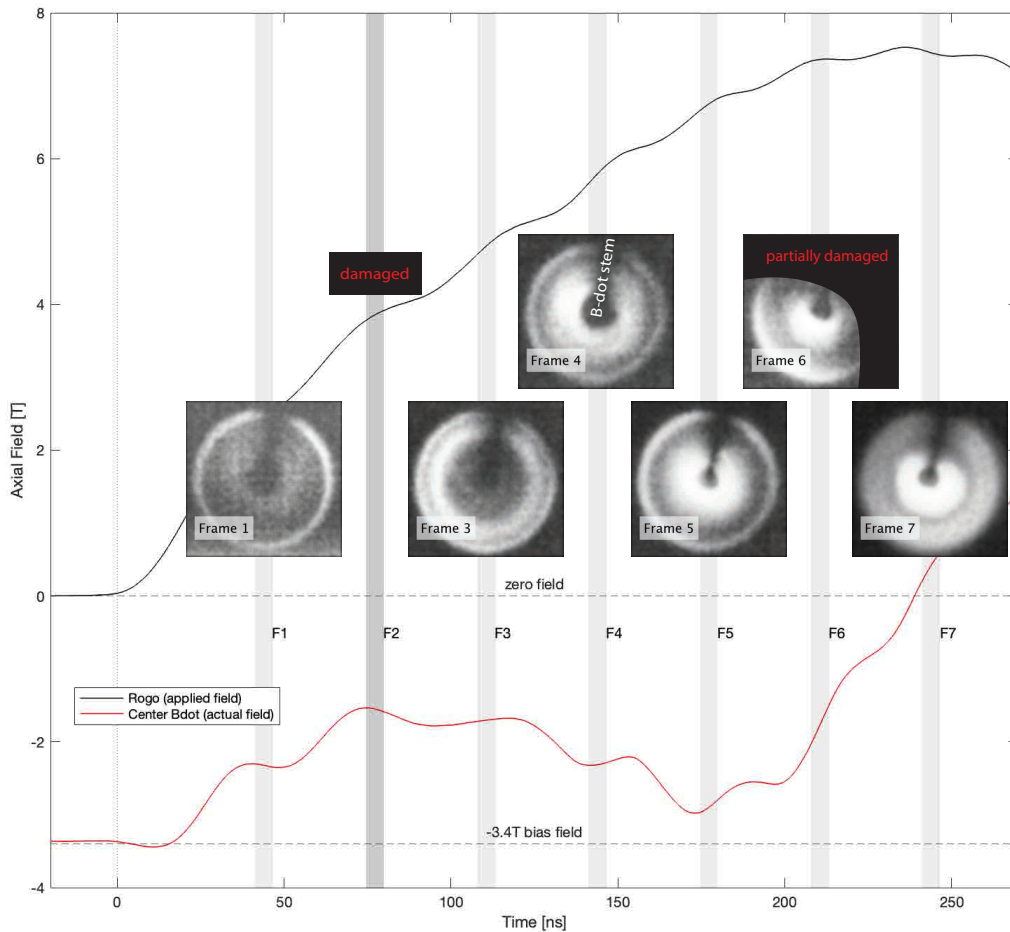 8
6
4
2
0
-2
-4
Axial Field [T]
damaged
B-dot stem
Frame 4
partially damaged
Frame 6
Frame 1
Frame 3
Frame 5
Frame 7
zero field
F1
F2
F3
F4
F5
F6
F7
Rogo (applied field)
Center Bdot (actual field)
-3.4T bias field
0
50
100
150
200
250
Time [ns]